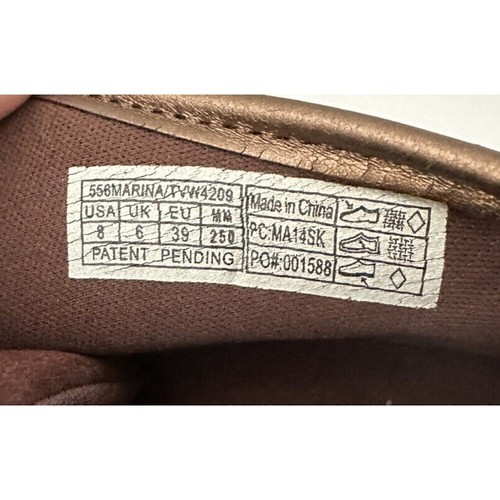 556MARINA/TVW4209
USA UK EU MM
8 6 39 250
PATENT PENDING
Made in China
PC:MA14SK
PO#:001588